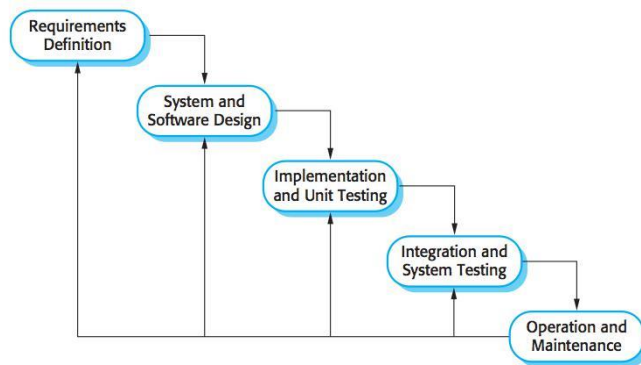 Requirements
Definition
System and
Software Design
Implementation
and Unit Testing
Integration and
System Testing
Operation and
Maintenance